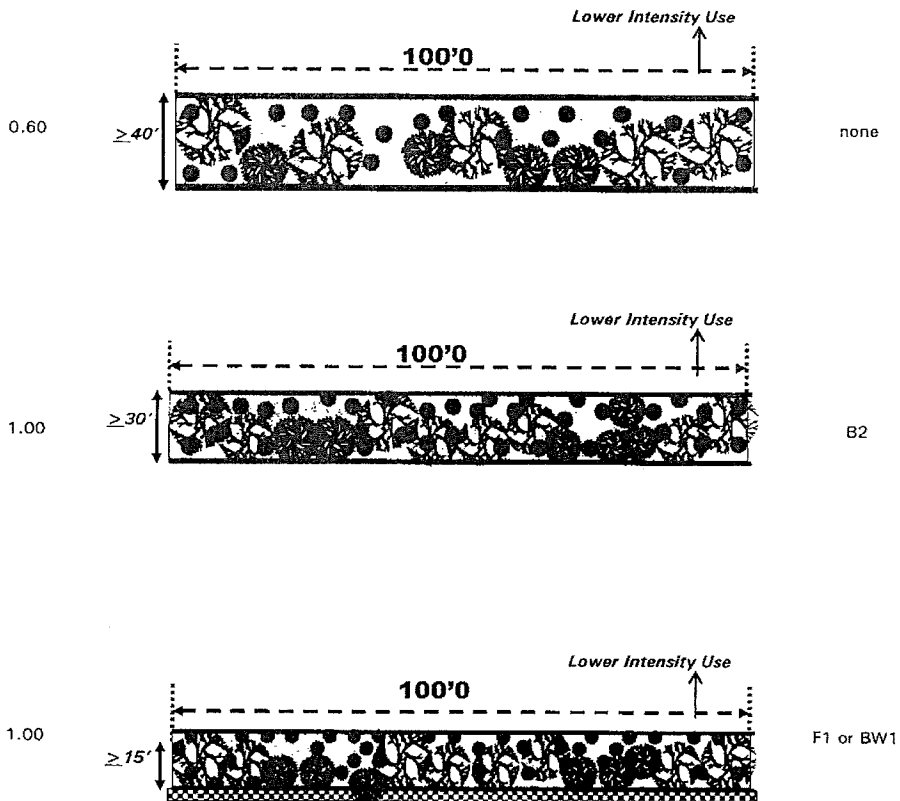 Lower Intensity Use
100'0
0.60
≥ 40'
none
Lower Intensity Use
100'0
1.00
≥ 30'
B2
Lower Intensity Use
100'0
1.00
≥ 15'
F1 or BW1